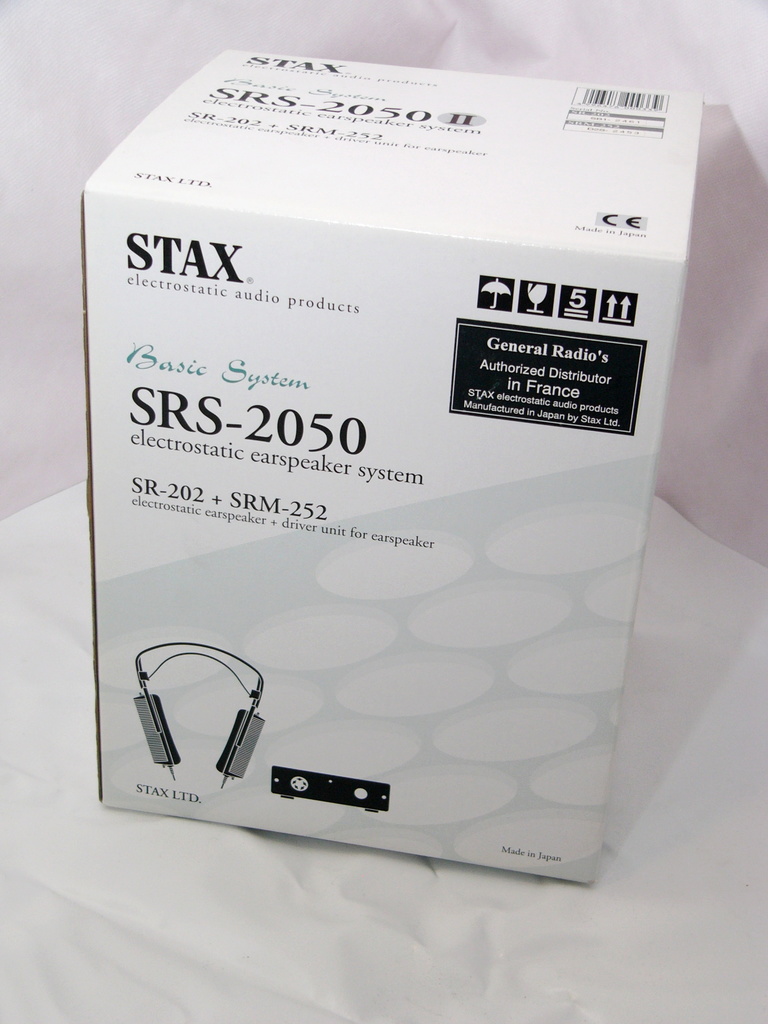 STAX
electrostatic audio products
Basic System
SRS-2050 II
electrostatic earspeaker system
SR-202 + SRM-252
electrostatic earspeaker + driver unit for earspeaker
STAX LTD.
CE
Made in Japan
STAX®
electrostatic audio products
5
General Radio's
Authorized Distributor
in France
STAX electrostatic audio products
Manufactured in Japan by Stax Ltd.
Basic System
SRS-2050
electrostatic earspeaker system
SR-202 + SRM-252
electrostatic earspeaker + driver unit for earspeaker
STAX LTD.
Made in Japan